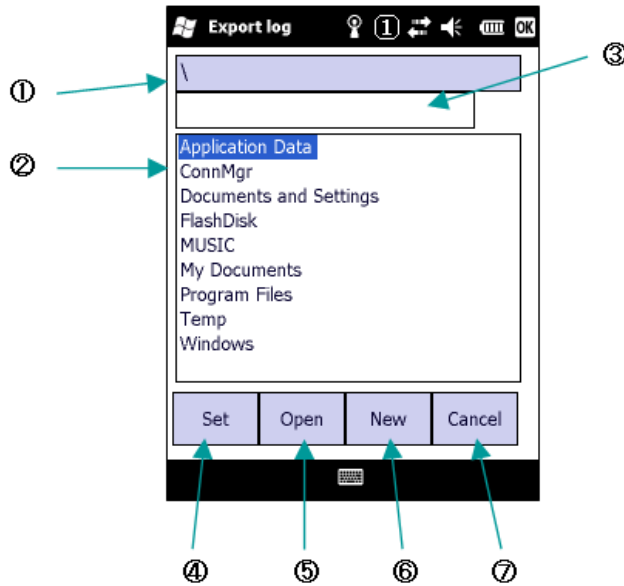 Export log ① OK
③
①
\
②
Application Data
ConnMgr
Documents and Settings
FlashDisk
MUSIC
My Documents
Program Files
Temp
Windows
Set Open New Cancel
④ ⑤ ⑥ ⑦